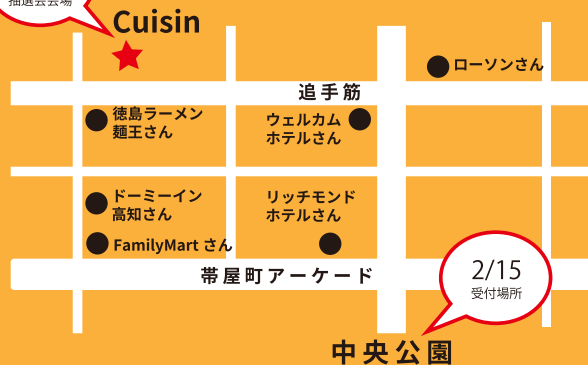 抽選会会場
Cuisin
ローソンさん
追手筋
徳島ラーメン
麺王さん
ウェルカム
ホテルさん
ドーミーイン
高知さん
リッチモンド
ホテルさん
FamilyMart さん
帯屋町アーケード
2/15
受付場所
中央公園